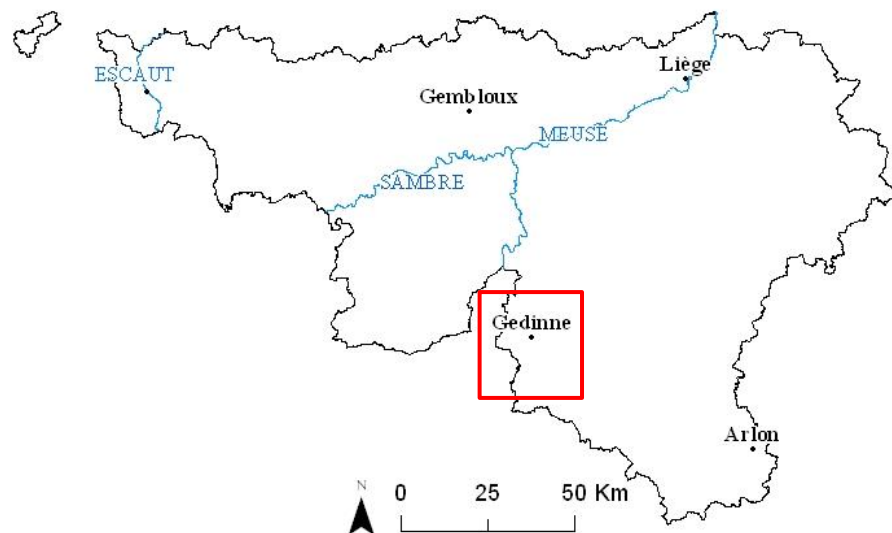 Liège
ESCAUT
Gembloux
MEUSE
SAMBRE
Gedinne
Arlon
N
0 25 50 Km